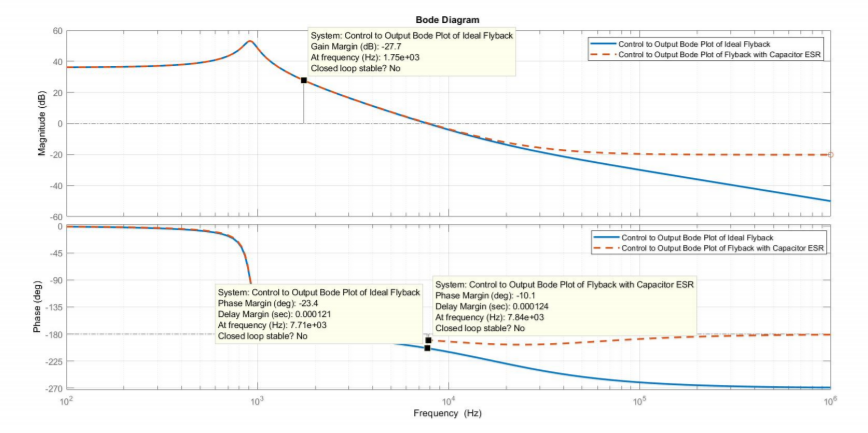 Bode Diagram
60
40
20
0
-20
-40
-60
Magnitude (dB)
System: Control to Output Bode Plot of Ideal Flyback
Gain Margin (dB): -27.7
At frequency (Hz): 1.75e+03
Closed loop stable? No
Control to Output Bode Plot of Ideal Flyback
Control to Output Bode Plot of Flyback with Capacitor ESR
0
-45
-90
-135
-180
-225
-270
Phase (deg)
Control to Output Bode Plot of Ideal Flyback
Control to Output Bode Plot of Flyback with Capacitor ESR
System: Control to Output Bode Plot of Ideal Flyback
Phase Margin (deg): -23.4
Delay Margin (sec): 0.000121
At frequency (Hz): 7.71e+03
Closed loop stable? No
System: Control to Output Bode Plot of Flyback with Capacitor ESR
Phase Margin (deg): -10.1
Delay Margin (sec): 0.000124
At frequency (Hz): 7.84e+03
Closed loop stable? No
10² 10³ 10⁴ 10⁵ 10⁶
Frequency (Hz)